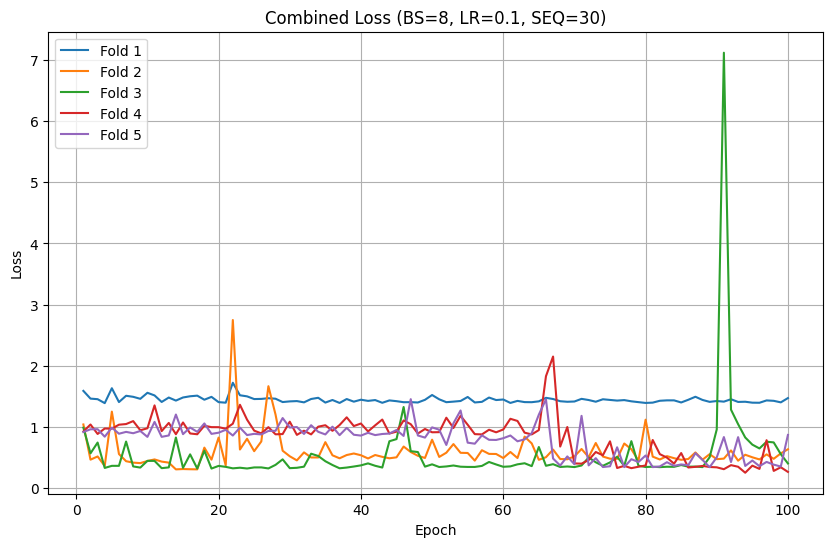 Combined Loss (BS=8, LR=0.1, SEQ=30)
Fold 1
Fold 2
Fold 3
Fold 4
Fold 5
7
6
5
4
3
2
1
0
Loss
0 20 40 60 80 100
Epoch